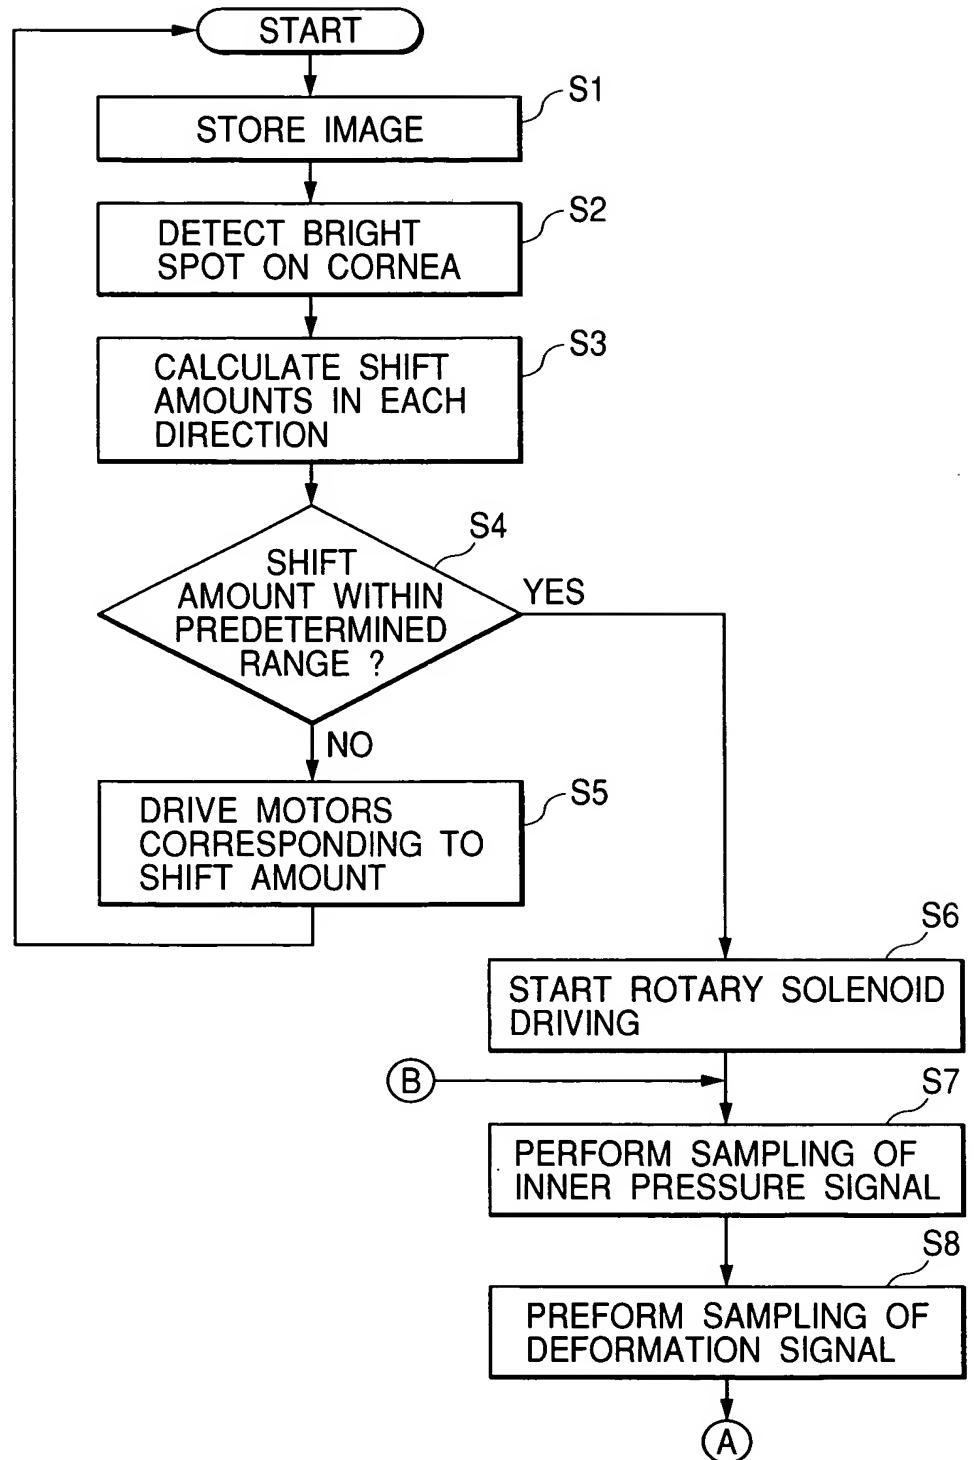 START
S1
STORE IMAGE
S2
DETECT BRIGHT
SPOT ON CORNEA
S3
CALCULATE SHIFT
AMOUNTS IN EACH
DIRECTION
S4
SHIFT
AMOUNT WITHIN
PREDETERMINED
RANGE ?
YES
NO
S5
DRIVE MOTORS
CORRESPONDING TO
SHIFT AMOUNT
S6
START ROTARY SOLENOID
DRIVING
B
S7
PERFORM SAMPLING OF
INNER PRESSURE SIGNAL
S8
PREFORM SAMPLING OF
DEFORMATION SIGNAL
A